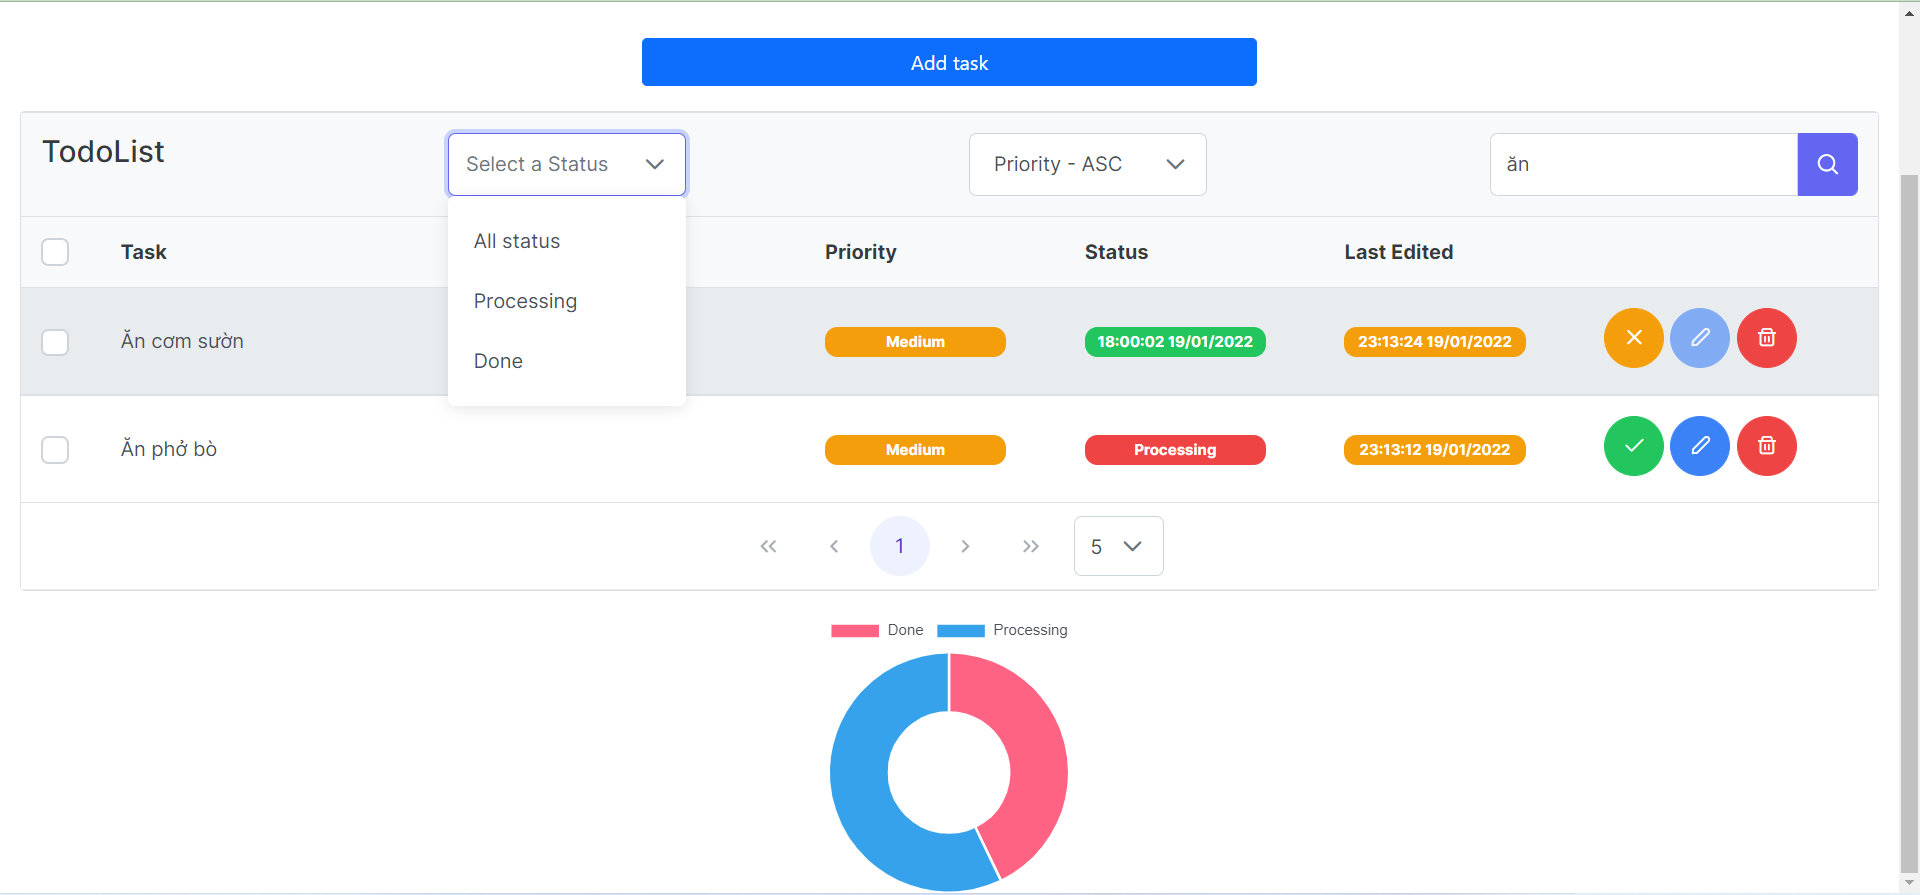 Add task
TodoList
Select a Status
Priority - ASC
ăn
All status
Processing
Done
Task
Priority
Status
Last Edited
Ăn cơm sườn
Medium
18:00:02 19/01/2022
23:13:24 19/01/2022
Ăn phở bò
Medium
Processing
23:13:12 19/01/2022
1
5
Done
Processing